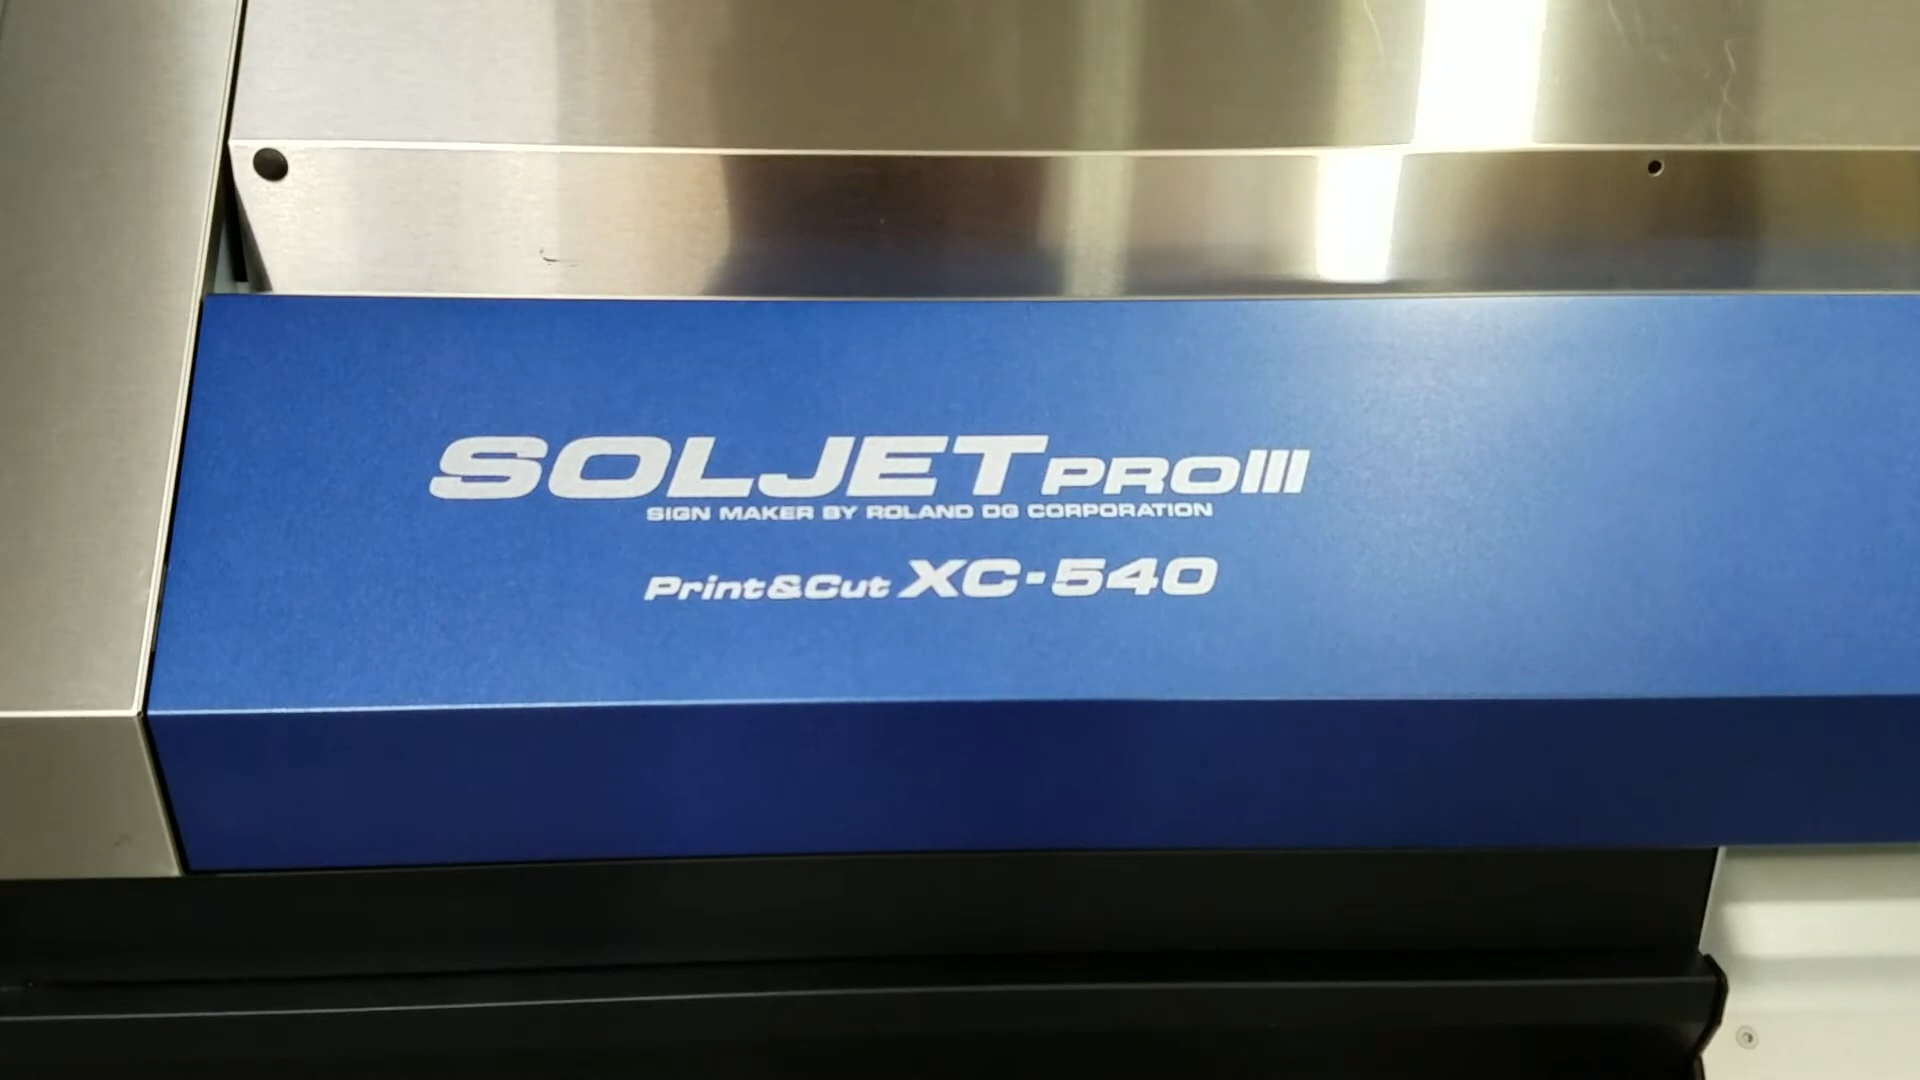 SOLJET PROIII
SIGN MAKER BY ROLAND DG CORPORATION
Print&Cut XC-540